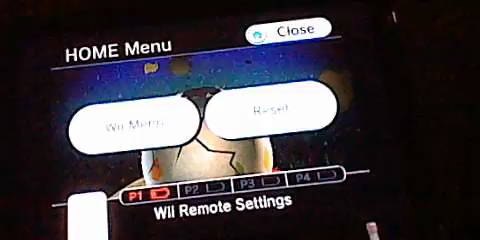 HOME Menu
Close
Wii Menu
Reset
P1 P2 P3 P4
Wii Remote Settings